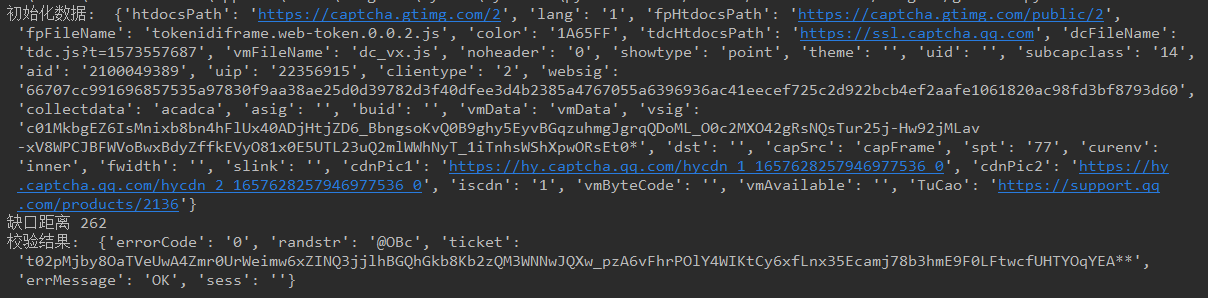 初始化数据:  {'htdocsPath': 'https://captcha.gtimg.com/2', 'lang': '1', 'fpHtdocsPath': 'https://captcha.gtimg.com/public/2',
'fpFileName': 'tokenidiframe.web-token.0.0.2.js', 'color': '1A65FF', 'tdcHtdocsPath': 'https://ssl.captcha.qq.com', 'dcFileName':
'tdc.js?t=1573557687', 'vmFileName': 'dc_vx.js', 'noheader': '0', 'showtype': 'point', 'theme': '', 'uid': '', 'subcapclass': '14',
'aid': '2100049389', 'uip': '22356915', 'clientype': '2', 'websig':
'66707cc991696857535a97830f9aa38ae25d0d39782d3f40dfee3d4b2385a4767055a6396936ac41eecef725c2d922bcb4ef2aafe1061820ac98fd3bf8793d60',
'collectdata': 'acadca', 'asig': '', 'buid': '', 'vmData': 'vmData', 'vsig':
'c01MkbgEZ6IsMnixb8bn4hFlUx40ADjHtjZD6_BbngsoKvQ0B9ghy5EyvBGqzuhmgJgrqQDoML_O0c2MXO42gRsNQsTur25j-Hw92jMLav
-xV8WPCJBFWVoBwxBdyZffkEVyO81x0E5UTL23uQ2mlWWhNyT_1iTnhsWShXpwORsEt0*', 'dst': '', 'capSrc': 'capFrame', 'spt': '77', 'curenv':
'inner', 'fwidth': '', 'slink': '', 'cdnPic1': 'https://hy.captcha.qq.com/hycdn_1_1657628257946977536_0', 'cdnPic2': 'https://hy
.captcha.qq.com/hycdn_2_1657628257946977536_0', 'iscdn': '1', 'vmByteCode': '', 'vmAvailable': '', 'TuCao': 'https://support.qq
.com/products/2136'}
缺口距离 262
校验结果:  {'errorCode': '0', 'randstr': '@OBc', 'ticket':
't02pMjby8OaTVeUwA4Zmr0UrWeimw6xZINQ3jjlhBGQhGkb8Kb2zQM3WNNwJQXw_pzA6vFhrPOlY4WIKtCy6xfLnx35Ecamj78b3hmE9F0LFtwcfUHTYOqYEA**',
'errMessage': 'OK', 'sess': ''}